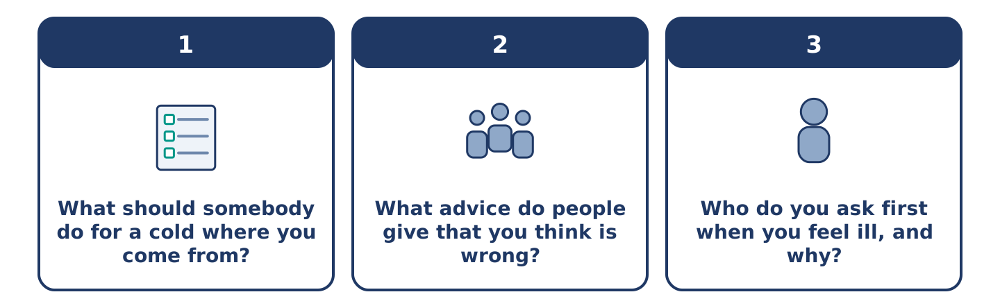 1
What should somebody
do for a cold where you
come from?
2
What advice do people
give that you think is
wrong?
3
Who do you ask first
when you feel ill, and
why?